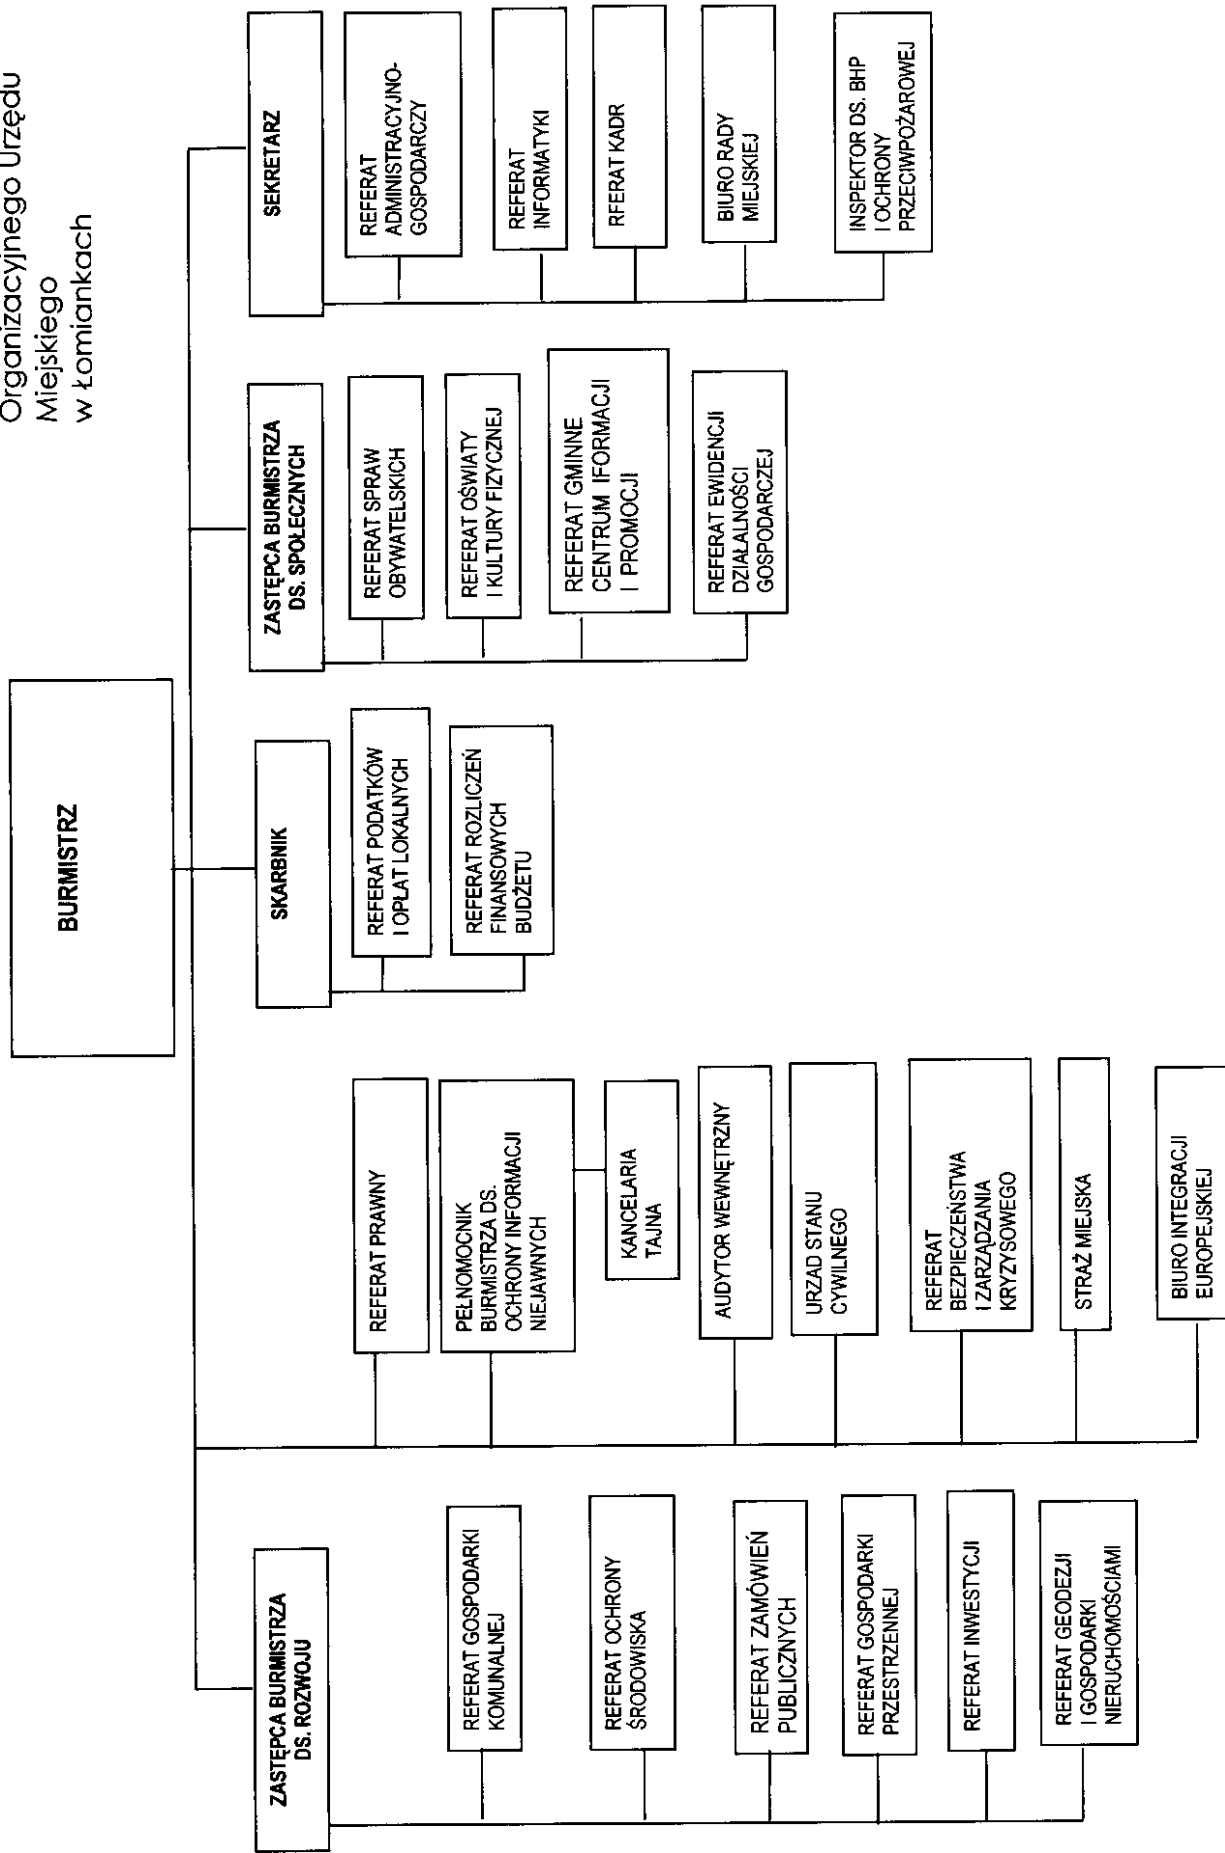 Organizacyjnego Urzędu
Miejskiego
w Łomiankach
BURMISTRZ
ZASTĘPCA BURMISTRZA
DS. ROZWOJU
REFERAT GOSPODARKI
KOMUNALNEJ
REFERAT OCHRONY
ŚRODOWISKA
REFERAT ZAMÓWIEŃ
PUBLICZNYCH
REFERAT GOSPODARKI
PRZESTRZENNEJ
REFERAT INWESTYCJI
REFERAT GEODEZJI
I GOSPODARKI
NIERUCHOMOŚCIAMI
REFERAT PRAWNY
PEŁNOMOCNIK
BURMISTRZA DS.
OCHRONY INFORMACJI
NIEJAWNYCH
KANCELARIA
TAJNA
AUDYTOR WEWNĘTRZNY
URZAD STANU
CYWILNEGO
REFERAT
BEZPIECZEŃSTWA
I ZARZĄDZANIA
KRYZYSOWEGO
STRAŻ MIEJSKA
BIURO INTEGRACJI
EUROPEJSKIEJ
SKARBNIK
REFERAT PODATKÓW
I OPŁAT LOKALNYCH
REFERAT ROZLICZEŃ
FINANSOWYCH
BUDŻETU
ZASTĘPCA BURMISTRZA
DS. SPOŁECZNYCH
REFERAT SPRAW
OBYWATELSKICH
REFERAT OŚWIATY
I KULTURY FIZYCZNEJ
REFERAT GMINNE
CENTRUM IFORMACJI
I PROMOCJI
REFERAT EWIDENCJI
DZIAŁALNOŚCI
GOSPODARCZEJ
SEKRETARZ
REFERAT
ADMINISTRACYJNO-
GOSPODARCZY
REFERAT
INFORMATYKI
RFERAT KADR
BIURO RADY
MIEJSKIEJ
INSPEKTOR DS. BHP
I OCHRONY
PRZECIWPOŻAROWEJ